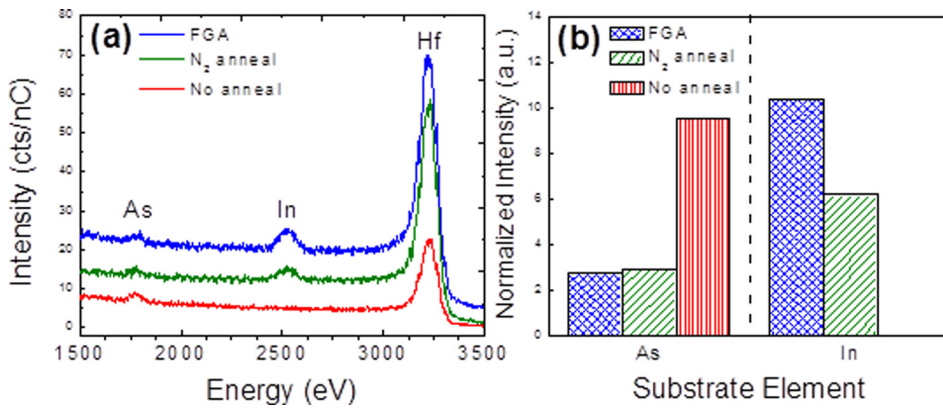 (a)
FGA
N₂ anneal
No anneal
Hf
As
In
80
70
60
50
40
30
20
10
0
1500
2000
2500
3000
3500
Intensity (cts/nC)
Energy (eV)
(b)
FGA
N₂ anneal
No anneal
14
12
10
8
6
4
2
0
As
In
Normalized Intensity (a.u.)
Substrate Element